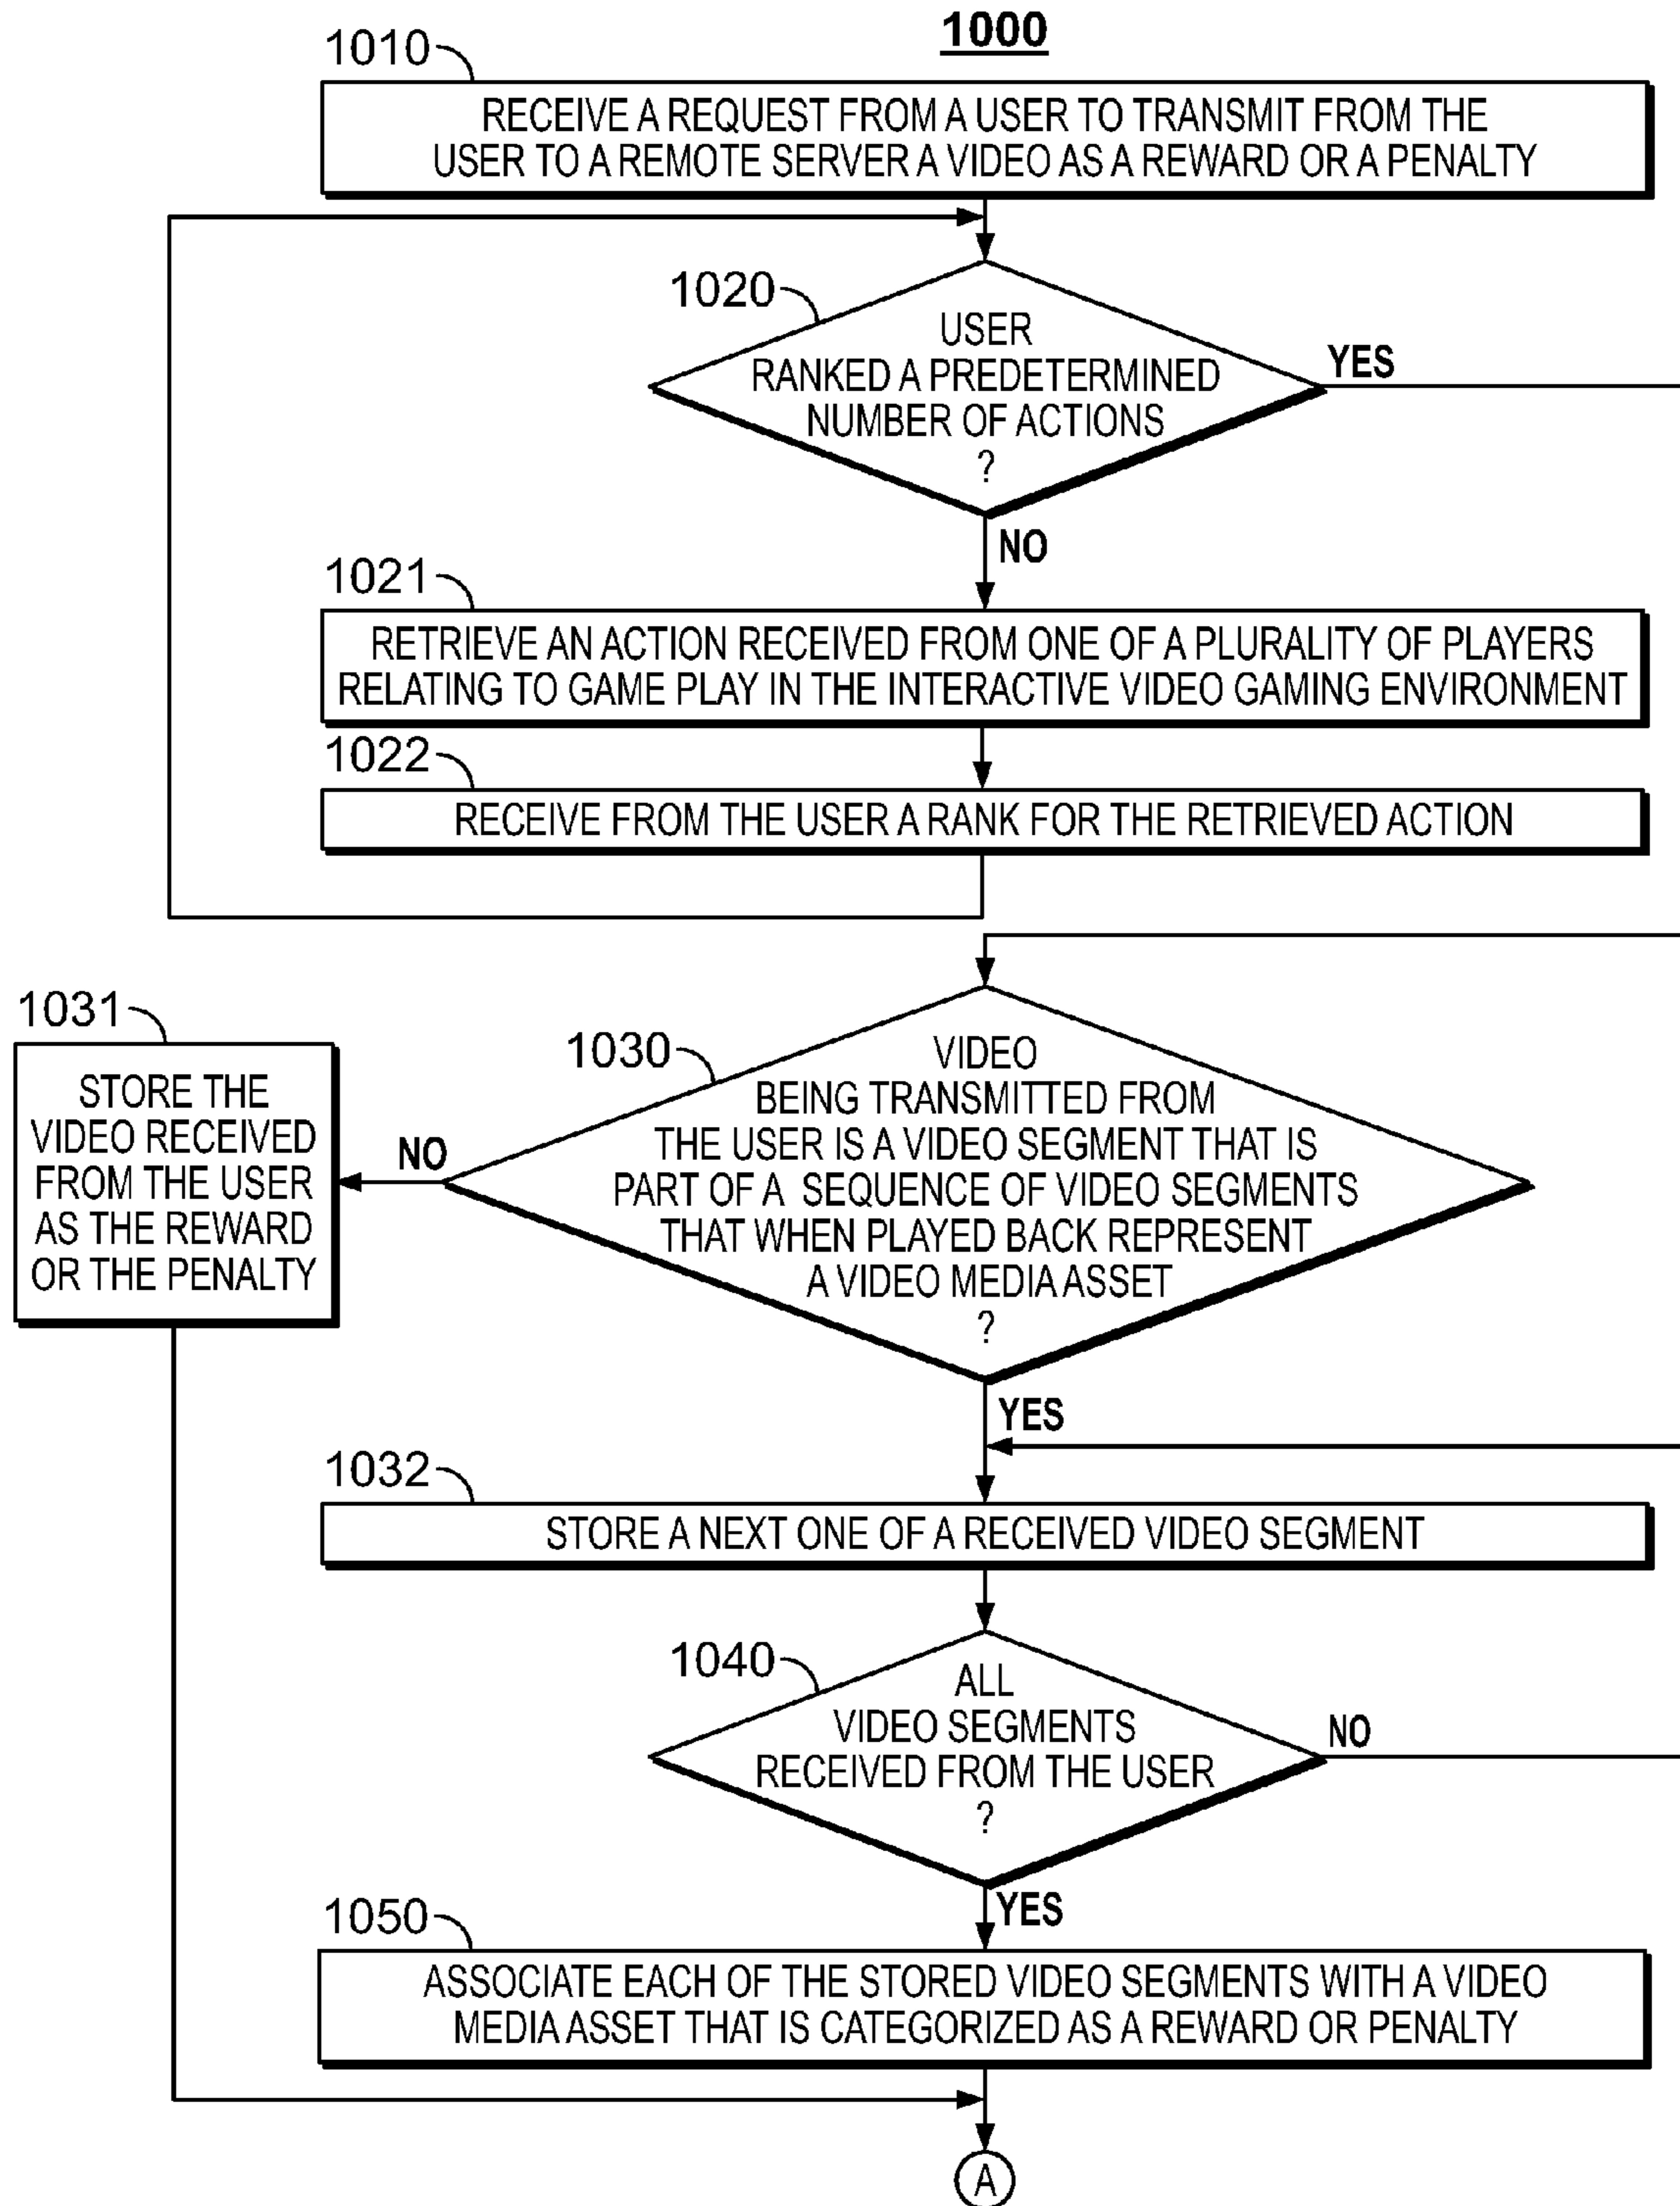 1000
1010
RECEIVE A REQUEST FROM A USER TO TRANSMIT FROM THE
USER TO A REMOTE SERVER A VIDEO AS A REWARD OR A PENALTY
1020
USER
RANKED A PREDETERMINED
NUMBER OF ACTIONS
?
YES
NO
1021
RETRIEVE AN ACTION RECEIVED FROM ONE OF A PLURALITY OF PLAYERS
RELATING TO GAME PLAY IN THE INTERACTIVE VIDEO GAMING ENVIRONMENT
1022
RECEIVE FROM THE USER A RANK FOR THE RETRIEVED ACTION
1031
STORE THE
VIDEO RECEIVED
FROM THE USER
AS THE REWARD
OR THE PENALTY
NO
1030
VIDEO
BEING TRANSMITTED FROM
THE USER IS A VIDEO SEGMENT THAT IS
PART OF A SEQUENCE OF VIDEO SEGMENTS
THAT WHEN PLAYED BACK REPRESENT
A VIDEO MEDIA ASSET
?
YES
1032
STORE A NEXT ONE OF A RECEIVED VIDEO SEGMENT
1040
ALL
VIDEO SEGMENTS
RECEIVED FROM THE USER
?
NO
YES
1050
ASSOCIATE EACH OF THE STORED VIDEO SEGMENTS WITH A VIDEO
MEDIA ASSET THAT IS CATEGORIZED AS A REWARD OR PENALTY
A